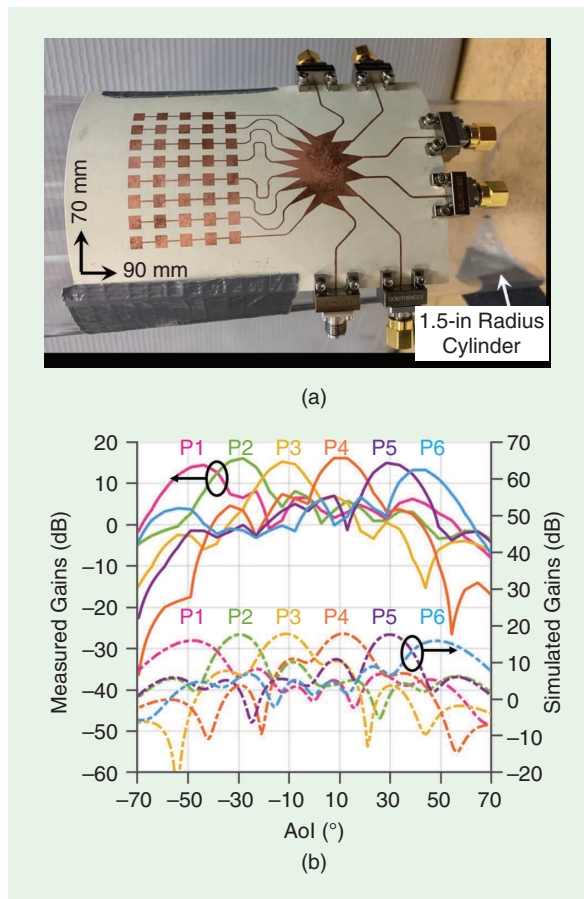 70 mm
90 mm
1.5-in Radius
Cylinder
(a)
P1 P2 P3 P4 P5 P6
P1 P2 P3 P4 P5 P6
Measured Gains (dB)
20
10
0
–10
–20
–30
–40
–50
–60
70
60
50
40
30
20
10
0
–10
–20
Simulated Gains (dB)
–70 –50 –30 –10 10 30 50 70
AoI (°)
(b)